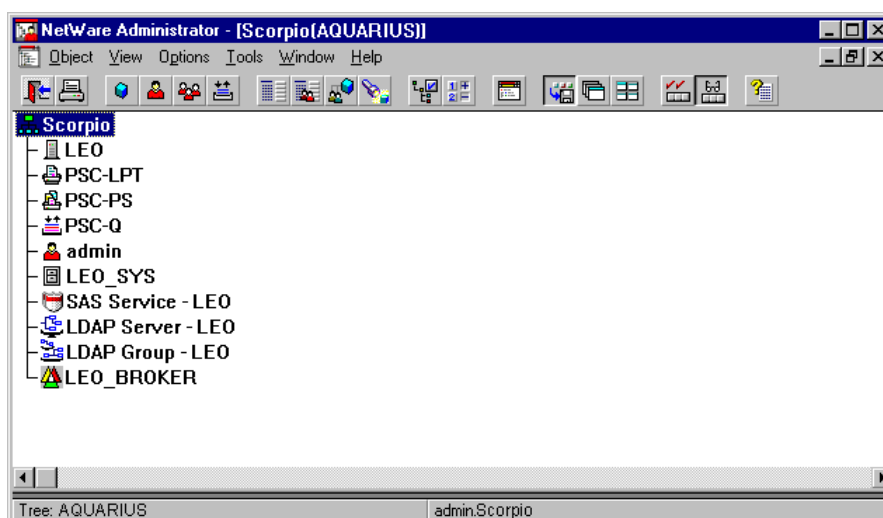 NetWare Administrator - [Scorpio(AQUARIUS)]
Object View Options Tools Window Help
Scorpio
LEO
PSC-LPT
PSC-PS
PSC-Q
admin
LEO_SYS
SAS Service - LEO
LDAP Server - LEO
LDAP Group - LEO
LEO_BROKER
Tree: AQUARIUS admin.Scorpio